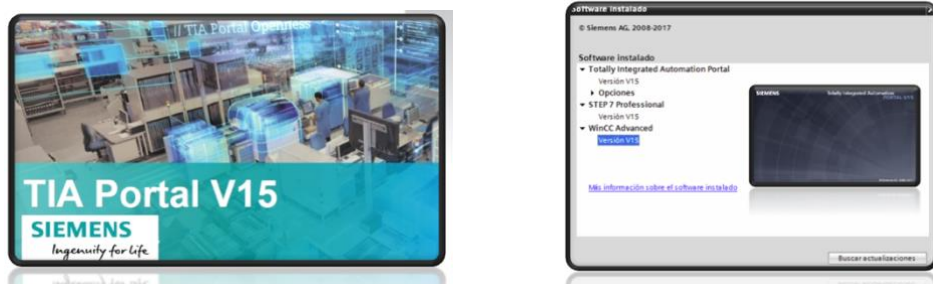 // TIA Portal Openness
TIA Portal V15
SIEMENS
Ingenuity for Life
Software instalado
© Siemens AG, 2008-2017
Software instalado
Totally Integrated Automation Portal
Versión V15
Opciones
STEP 7 Professional
Versión V15
WinCC Advanced
Versión V15
SIEMENS
Totally Integrated Automation
PORTAL V15
Más información sobre el software instalado
Buscar actualizaciones